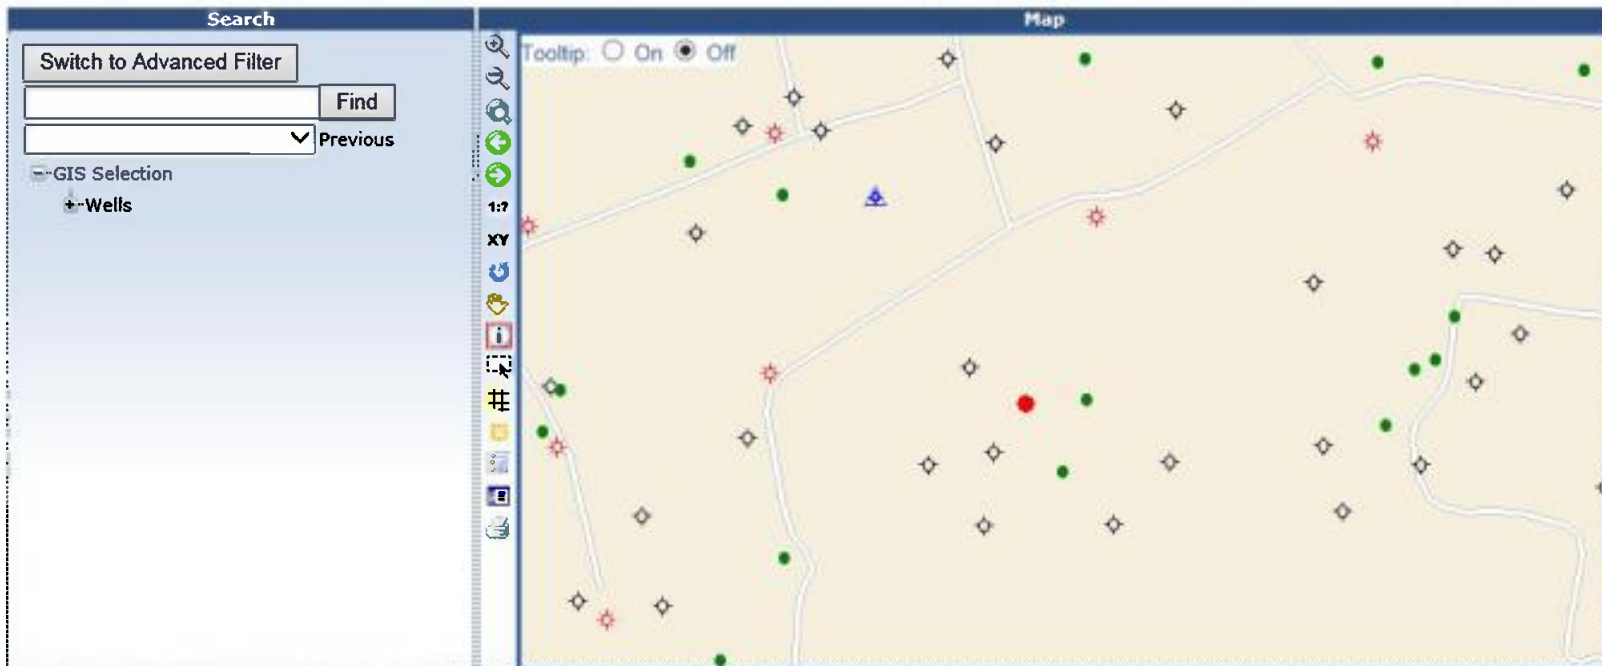 Search
Switch to Advanced Filter
Find
Previous
GIS Selection
Wells
Map
Tooltip: On Off
1:?
XY
i